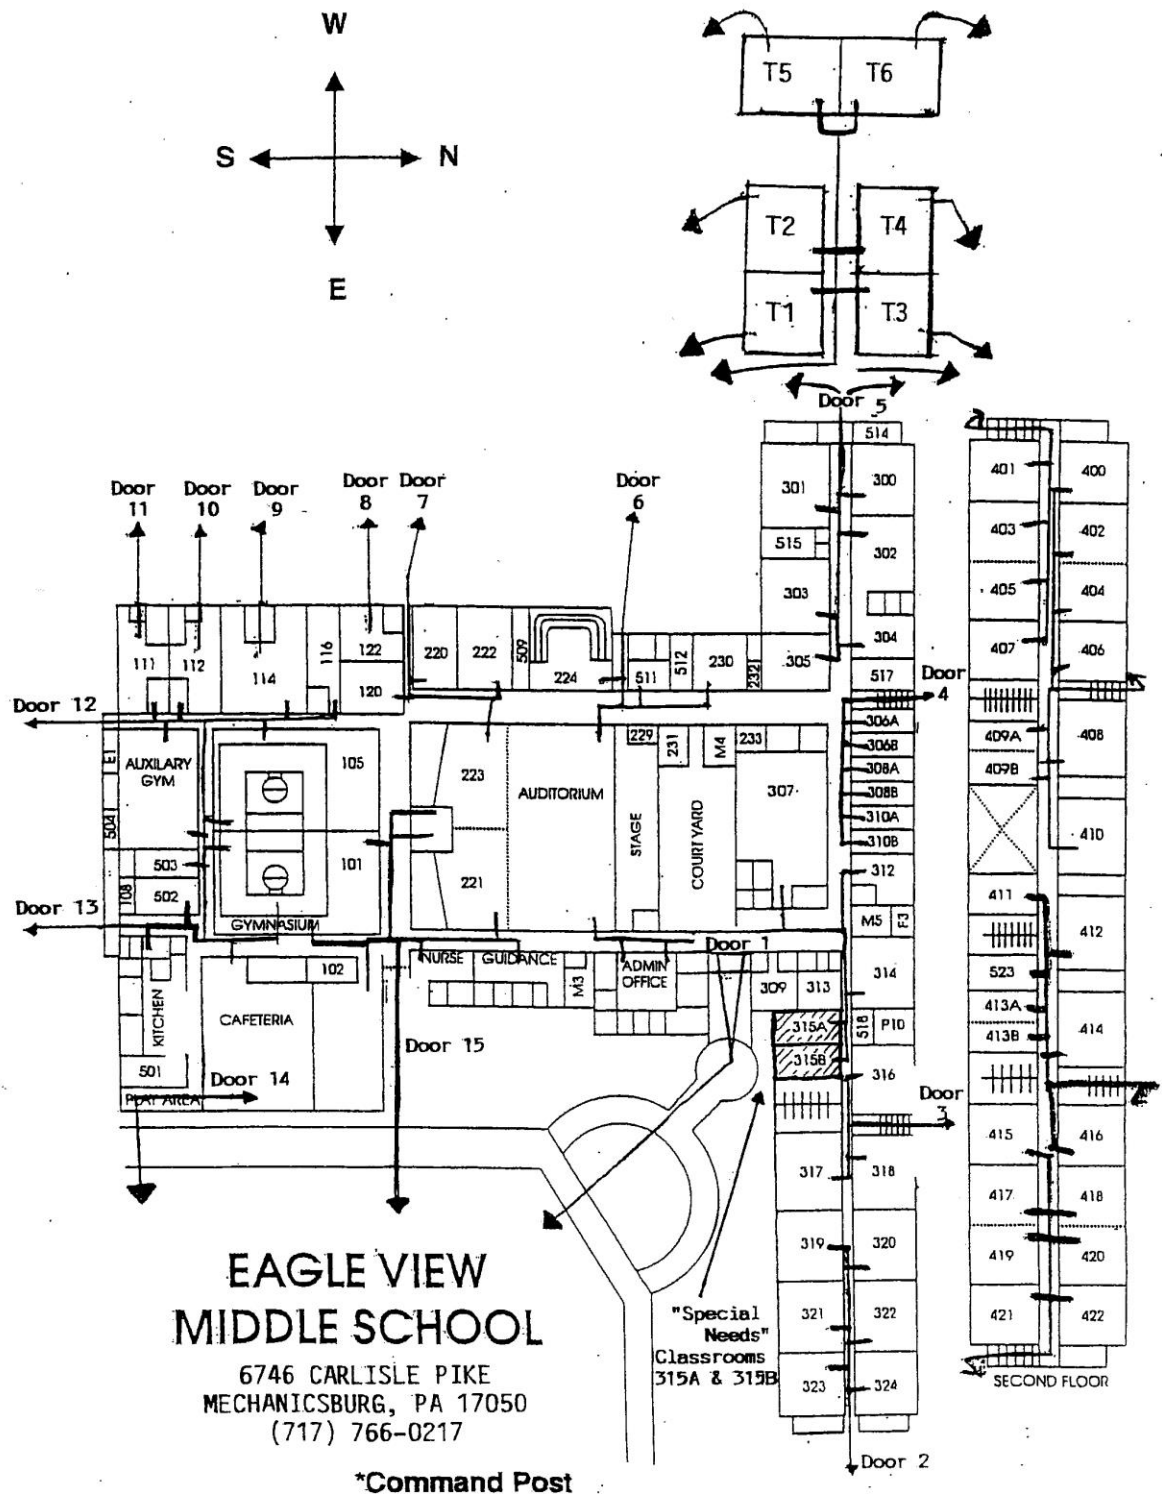 W
S N
E
T5 T6
T2 T4
T1 T3
Door 5
514
301 300
515 302
303
304
305 517
Door 4
Door 11
Door 10
Door 9
Door 8
Door 7
Door 6
111 112 114 116 122 120
220 222 509 224 511 512 230 232
Door 12
E1
AUXILARY GYM
105
504
503
108 502
101
GYMNASIUM
223
221
AUDITORIUM
229
STAGE
231
M4
233
COURT YARD
307
306A
306B
308A
308B
310A
310B
312
M5 F3
314
Door 13
KITCHEN
102
CAFETERIA
501
PLAY AREA
Door 14
NURSE GUIDANCE
M3
ADMIN OFFICE
Door 1
Door 15
309 313
315A
518 P10
315B
316
Door 3
317 318
319 320
321 322
323 324
Door 2
401 400
403 402
405 404
407 406
409A 408
409B
410
411
412
523
413A
413B 414
415 416
417 418
419 420
421 422
SECOND FLOOR
"Special
Needs"
Classrooms
315A & 315B
EAGLE VIEW
MIDDLE SCHOOL
6746 CARLISLE PIKE
MECHANICSBURG, PA 17050
(717) 766-0217
*Command Post